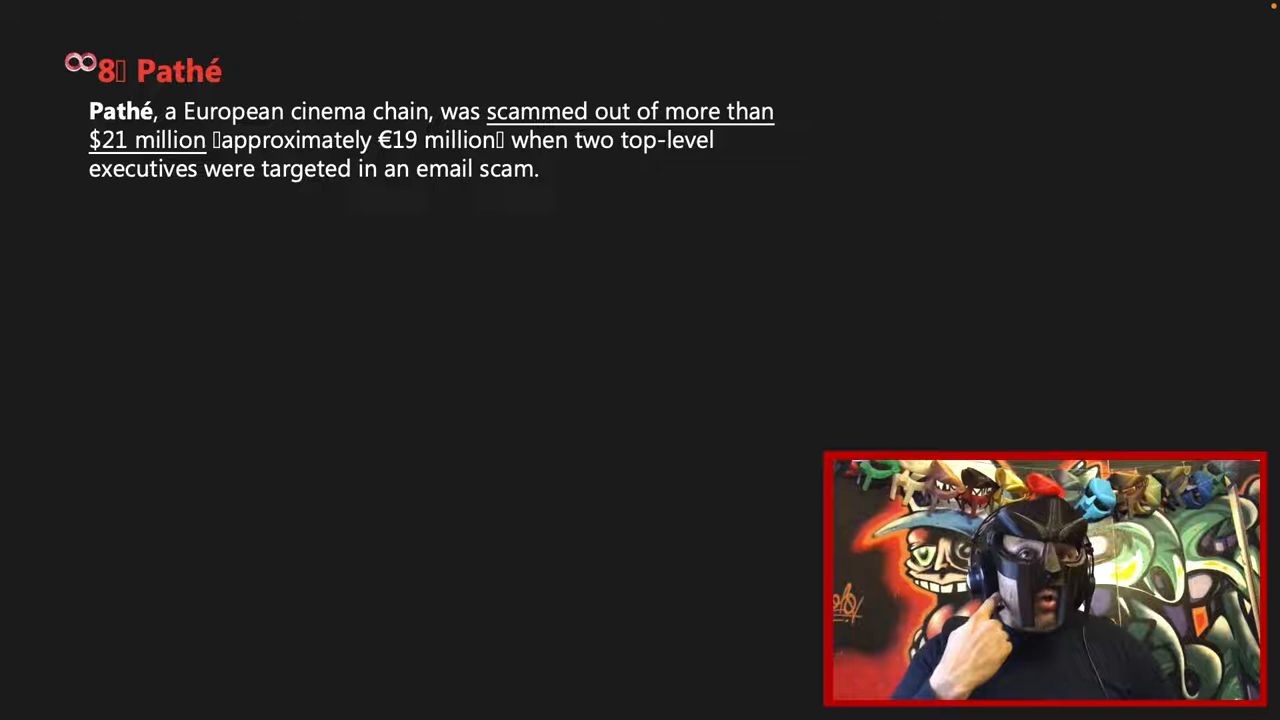 8 Pathé
Pathé, a European cinema chain, was scammed out of more than
$21 million approximately €19 million when two top-level
executives were targeted in an email scam.